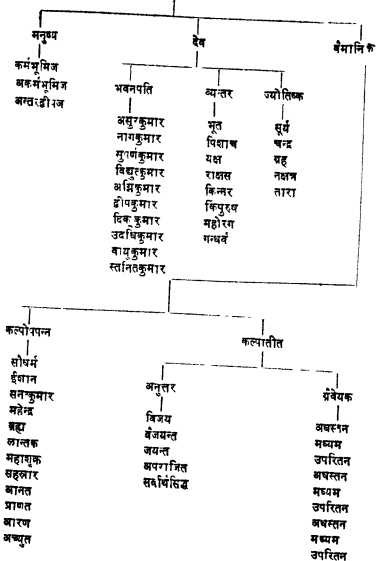 मनुष्य
देव
वैमानिक
कर्मभूमिज
अकर्मभूमिज
अन्तरद्वीपज
भवनपति
व्यन्तर
ज्योतिष्क
असुरकुमार
नागकुमार
सुपर्णकुमार
विद्युत्कुमार
अग्निकुमार
द्वीपकुमार
दिक कुमार
उदधिकुमार
वायुकुमार
स्तनितकुमार
भूत
पिशाच
यक्ष
राक्षस
किन्नर
किंपुरुष
महोरग
गन्धर्व
सूर्य
चन्द्र
ग्रह
नक्षत्र
तारा
कल्पोपपन्न
कल्पातीत
सौधर्म
ईशान
सनत्कुमार
महेन्द्र
ब्रह्म
लान्तक
महाशुक्र
सहस्रार
आनत
प्राणत
आरण
अच्युत
अनुत्तर
विजय
वैजयन्त
जयन्त
अपराजित
सर्वार्थसिद्ध
ग्रैवेयक
अधस्तन
मध्यम
उपरितन
अधस्तन
मध्यम
उपरितन
अधस्तन
मध्यम
उपरितन